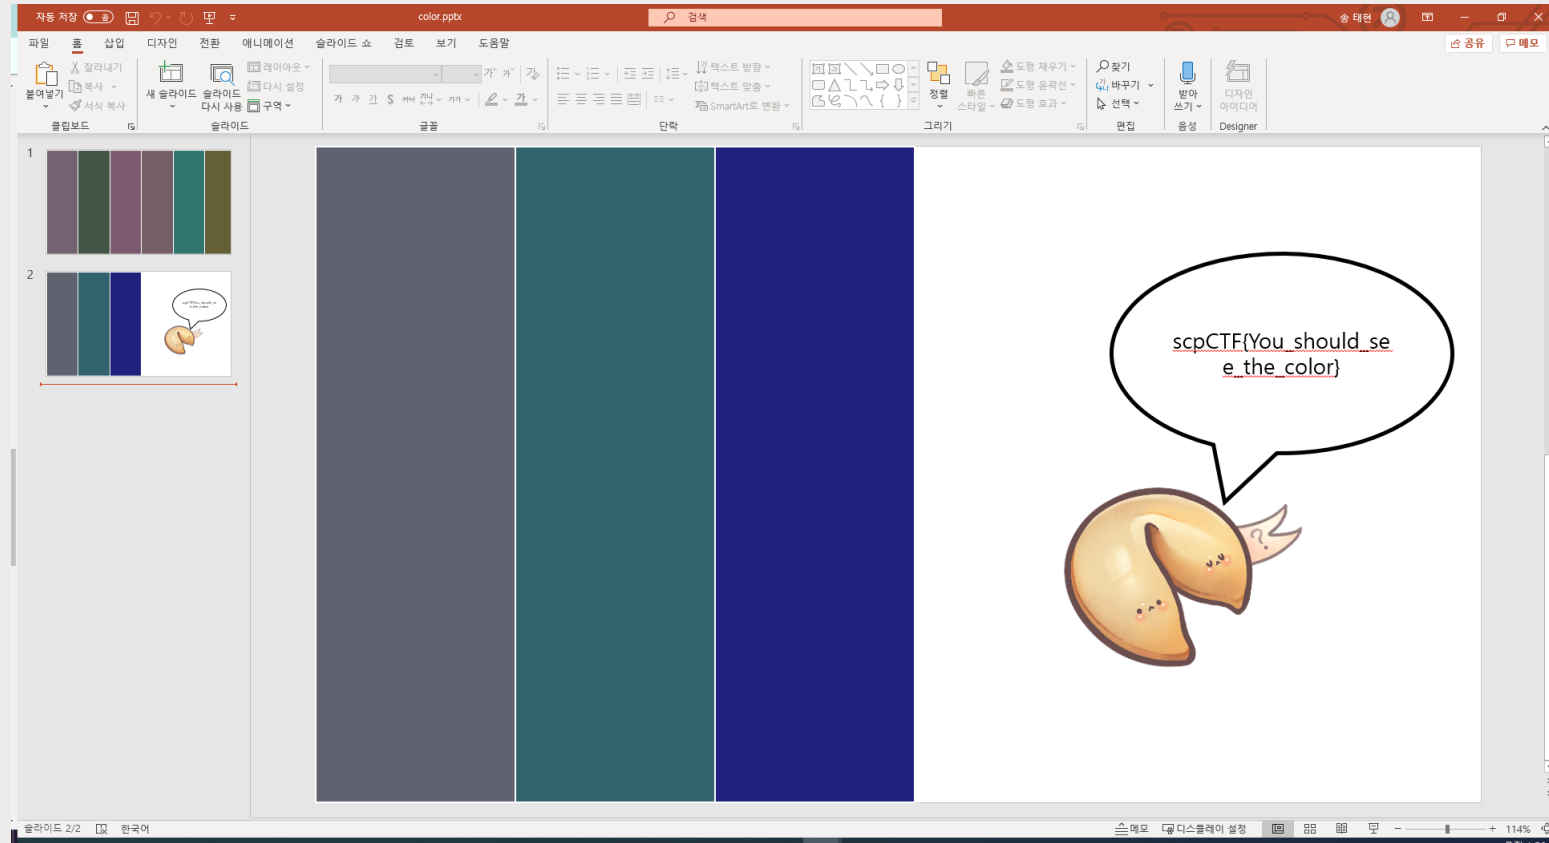 자동 저장 끔 color.pptx 검색 송 태현
파일 홈 삽입 디자인 전환 애니메이션 슬라이드 쇼 검토 보기 도움말 공유 메모
붙여넣기 잘라내기 복사 서식 복사
클립보드
새 슬라이드 슬라이드 다시 사용 레이아웃 다시 설정 구역
슬라이드
가 가 가 S
글꼴
텍스트 방향 텍스트 맞춤 SmartArt로 변환
단락
정렬 빠른 스타일 도형 채우기 도형 윤곽선 도형 효과
그리기
찾기 바꾸기 선택
편집
받아쓰기
음성
디자인 아이디어
Designer
1
2
scpCTF{You_should_se
e_the_color}
슬라이드 2/2 한국어 메모 디스플레이 설정 114%